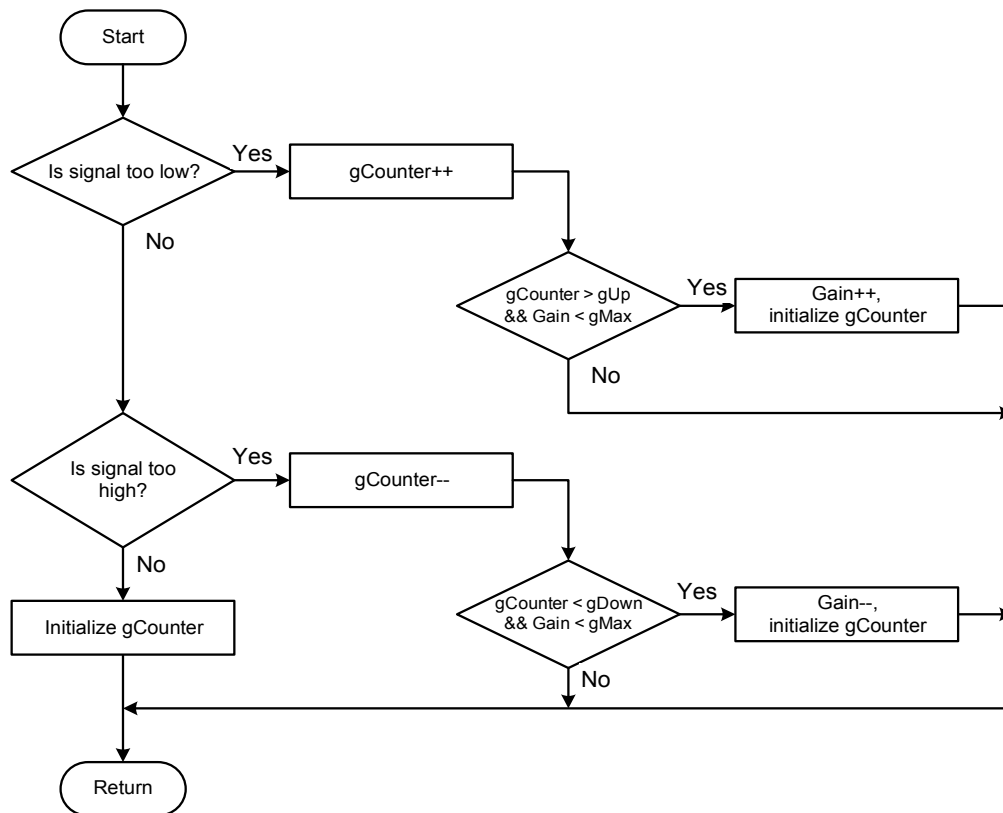 Start
Is signal too low?
Yes
gCounter++
No
gCounter > gUp
&& Gain < gMax
Yes
Gain++,
initialize gCounter
No
Is signal too
high?
Yes
gCounter--
No
Initialize gCounter
gCounter < gDown
&& Gain < gMax
Yes
Gain--,
initialize gCounter
No
Return